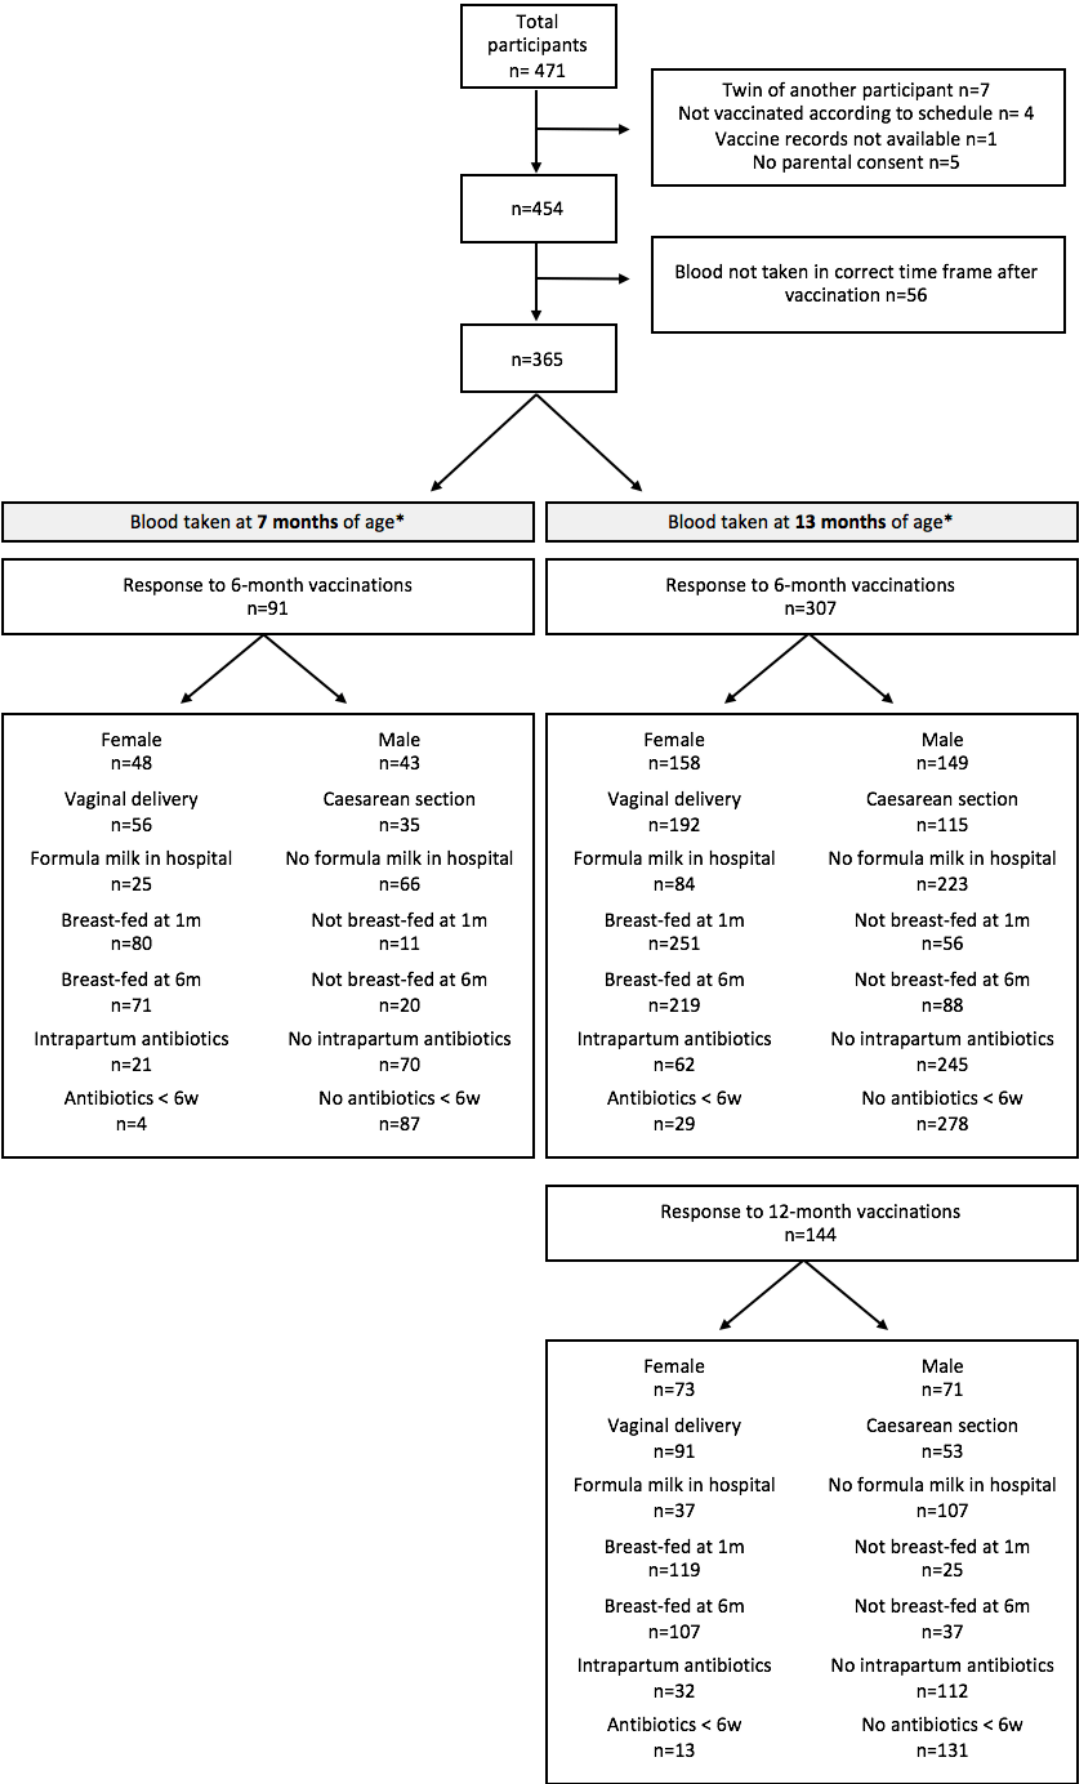 Total
participants
n= 471
Twin of another participant n=7
Not vaccinated according to schedule n= 4
Vaccine records not available n=1
No parental consent n=5
n=454
Blood not taken in correct time frame after
vaccination n=56
n=365
Blood taken at 7 months of age*
Response to 6-month vaccinations
n=91
Female
n=48
Male
n=43
Vaginal delivery
n=56
Caesarean section
n=35
Formula milk in hospital
n=25
No formula milk in hospital
n=66
Breast-fed at 1m
n=80
Not breast-fed at 1m
n=11
Breast-fed at 6m
n=71
Not breast-fed at 6m
n=20
Intrapartum antibiotics
n=21
No intrapartum antibiotics
n=70
Antibiotics < 6w
n=4
No antibiotics < 6w
n=87
Blood taken at 13 months of age*
Response to 6-month vaccinations
n=307
Female
n=158
Male
n=149
Vaginal delivery
n=192
Caesarean section
n=115
Formula milk in hospital
n=84
No formula milk in hospital
n=223
Breast-fed at 1m
n=251
Not breast-fed at 1m
n=56
Breast-fed at 6m
n=219
Not breast-fed at 6m
n=88
Intrapartum antibiotics
n=62
No intrapartum antibiotics
n=245
Antibiotics < 6w
n=29
No antibiotics < 6w
n=278
Response to 12-month vaccinations
n=144
Female
n=73
Male
n=71
Vaginal delivery
n=91
Caesarean section
n=53
Formula milk in hospital
n=37
No formula milk in hospital
n=107
Breast-fed at 1m
n=119
Not breast-fed at 1m
n=25
Breast-fed at 6m
n=107
Not breast-fed at 6m
n=37
Intrapartum antibiotics
n=32
No intrapartum antibiotics
n=112
Antibiotics < 6w
n=13
No antibiotics < 6w
n=131